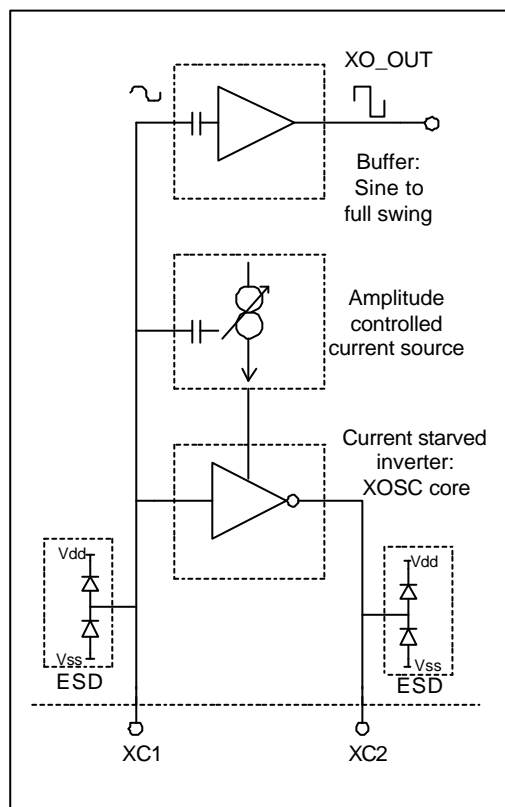 XO_OUT
Buffer:
Sine to
full swing
Amplitude
controlled
current source
Current starved
inverter:
XOSC core
Vdd
Vss
ESD
Vdd
Vss
ESD
XC1
XC2